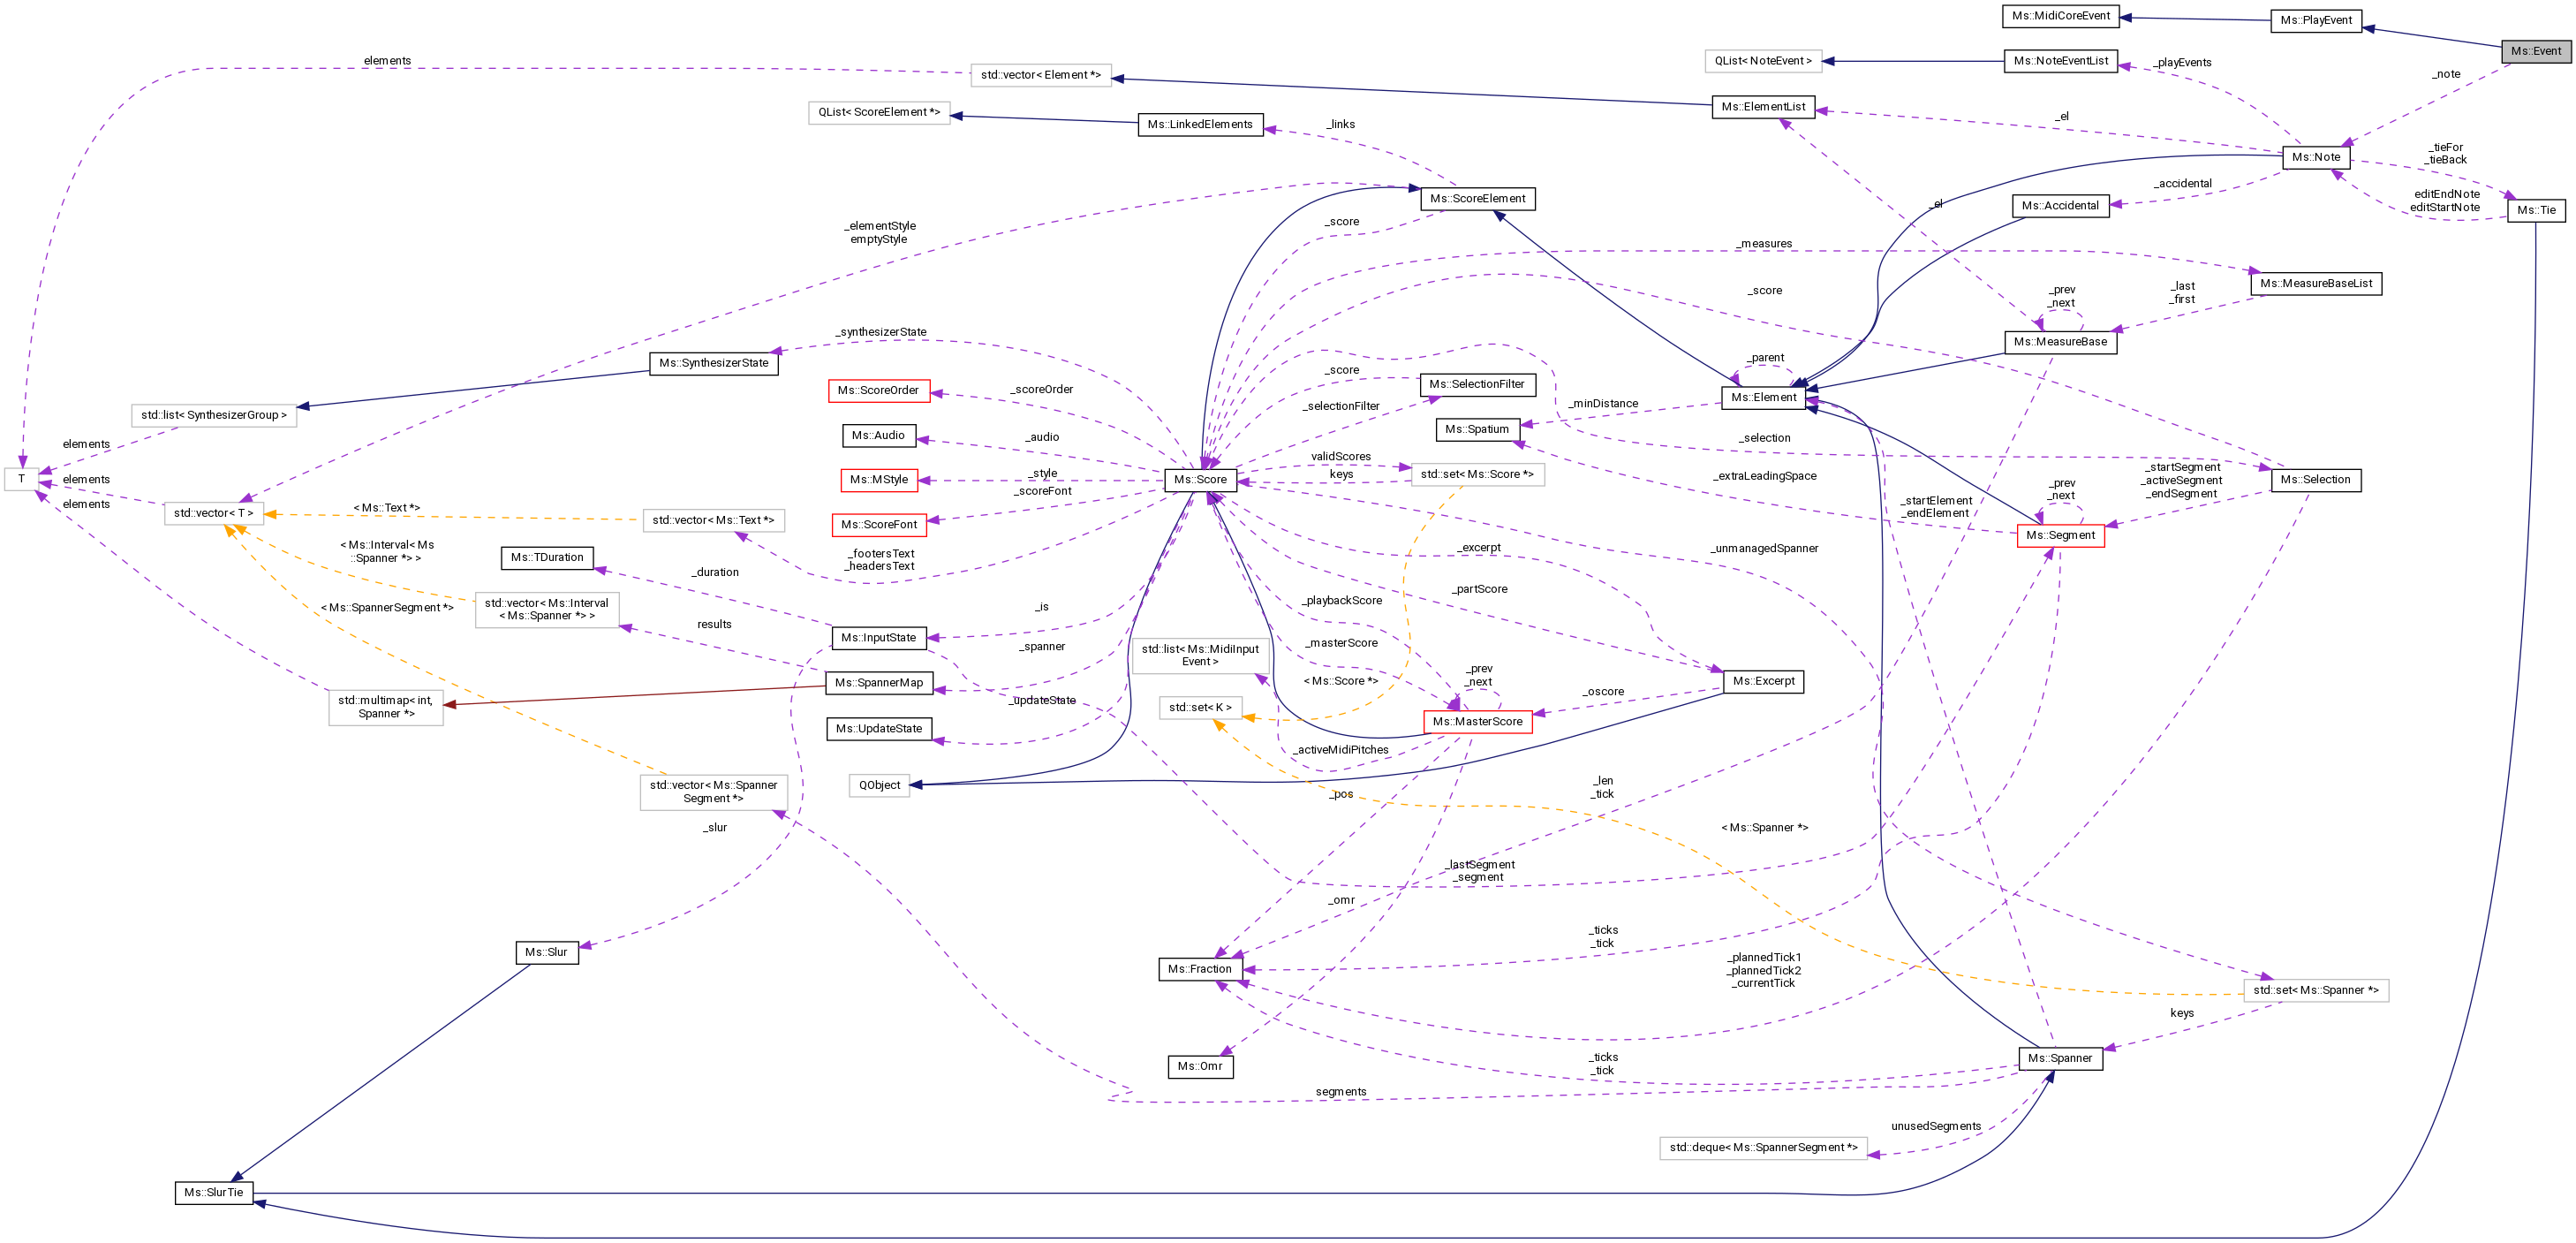 Ms::MidiCoreEvent
Ms::PlayEvent
Ms::Event
elements
std::vector< Element *>
QList< NoteEvent >
Ms::NoteEventList
_playEvents
_note
QList< ScoreElement *>
Ms::LinkedElements
_links
Ms::ElementList
_el
Ms::Note
_tieFor
_tieBack
_accidental
editEndNote
editStartNote
Ms::Tie
Ms::Accidental
_el
Ms::ScoreElement
_elementStyle
emptyStyle
_score
_measures
Ms::MeasureBaseList
_last
_first
_score
_prev
_next
Ms::MeasureBase
_synthesizerState
Ms::SynthesizerState
_parent
Ms::Element
_score
Ms::SelectionFilter
Ms::ScoreOrder
_scoreOrder
_selectionFilter
_minDistance
Ms::Spatium
std::list< SynthesizerGroup >
elements
Ms::Audio
_audio
_selection
validScores
keys
std::set< Ms::Score *>
_extraLeadingSpace
_startSegment
_activeSegment
_endSegment
Ms::Selection
T
elements
elements
Ms::MStyle
_style
Ms::Score
_scoreFont
Ms::ScoreFont
_prev
_next
Ms::Segment
_startElement
_endElement
std::vector< T >
< Ms::Text *>
std::vector< Ms::Text *>
_footersText
_headersText
< Ms::Interval< Ms
::Spanner *> >
Ms::TDuration
_duration
_excerpt
_unmanagedSpanner
_partScore
_playbackScore
< Ms::SpannerSegment *>
std::vector< Ms::Interval
< Ms::Spanner *> >
results
_is
Ms::InputState
_spanner
_masterScore
std::list< Ms::MidiInput
Event >
Ms::SpannerMap
std::multimap< int,
Spanner *>
_updateState
Ms::UpdateState
< Ms::Score *>
std::set< K >
_prev
_next
Ms::MasterScore
_oscore
Ms::Excerpt
_activeMidiPitches
QObject
std::vector< Ms::Spanner
Segment *>
_pos
_len
_tick
_slur
< Ms::Spanner *>
_lastSegment
_segment
_omr
Ms::Slur
Ms::Fraction
_ticks
_tick
_plannedTick1
_plannedTick2
_currentTick
std::set< Ms::Spanner *>
keys
Ms::Omr
_ticks
_tick
Ms::Spanner
segments
unusedSegments
std::deque< Ms::SpannerSegment *>
Ms::SlurTie